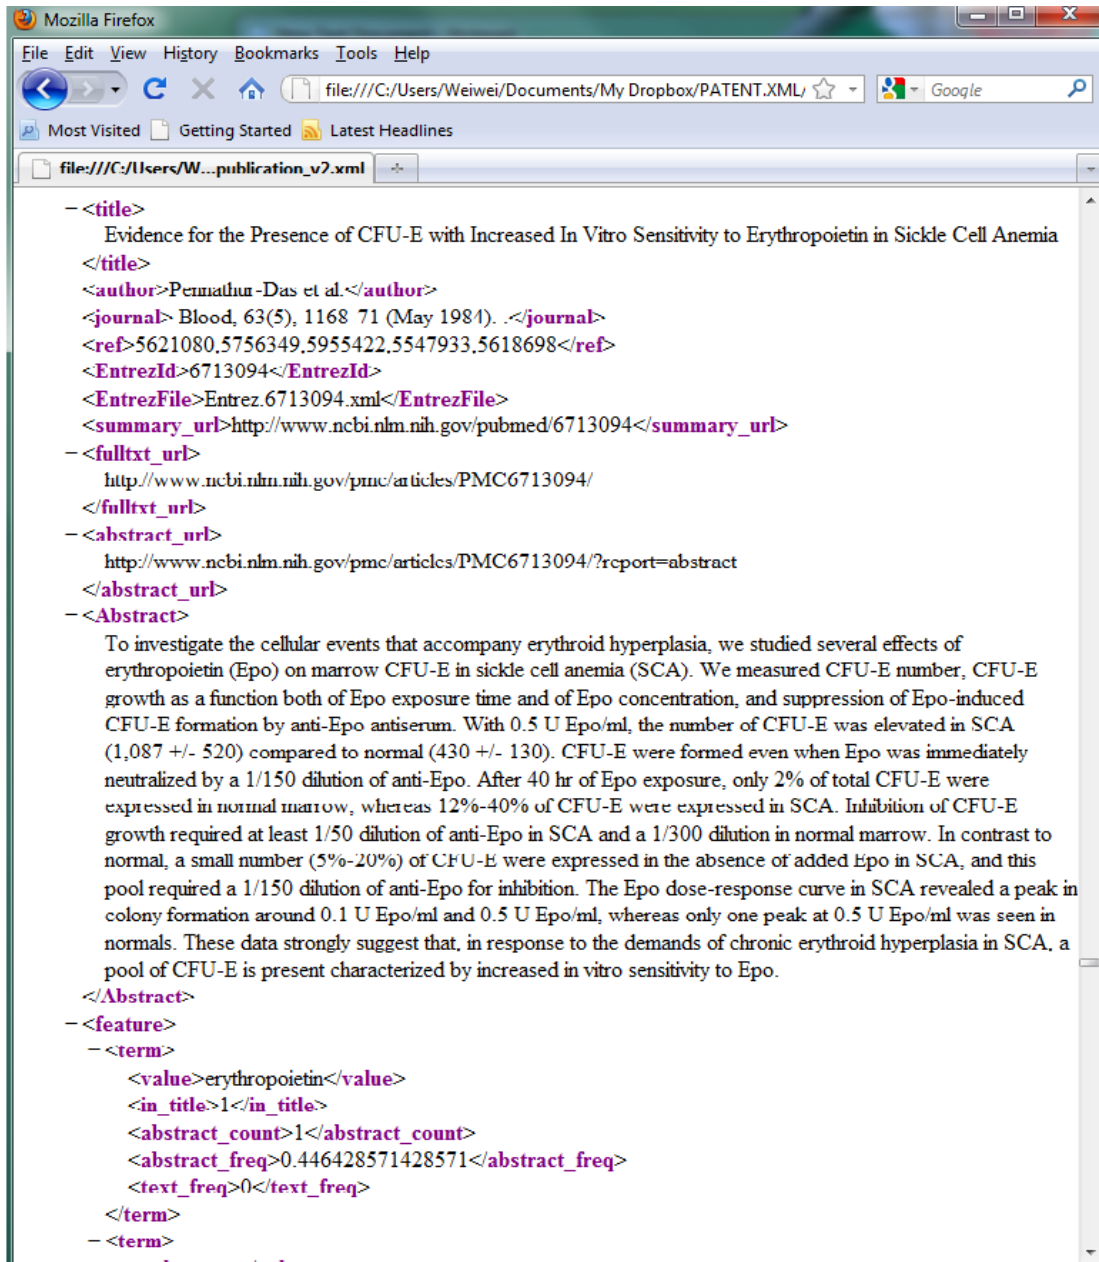 Mozilla Firefox
File Edit View History Bookmarks Tools Help
file:///C:/Users/Weiwei/Documents/My Dropbox/PATENT.XML/ Google
Most Visited Getting Started Latest Headlines
file:///C:/Users/W...publication_v2.xml
−<title>
Evidence for the Presence of CFU-E with Increased In Vitro Sensitivity to Erythropoietin in Sickle Cell Anemia
</title>
<author>Pennathur-Das et al.</author>
<journal> Blood, 63(5), 1168-71 (May 1984). .</journal>
<ref>5621080,5756349,5955422,5547933,5618698</ref>
<EntrezId>6713094</EntrezId>
<EntrezFile>Entrez.6713094.xml</EntrezFile>
<summary_url>http://www.ncbi.nlm.nih.gov/pubmed/6713094</summary_url>
−<fulltxt_url>
http://www.ncbi.nlm.nih.gov/pmc/articles/PMC6713094/
</fulltxt_url>
−<abstract_url>
http://www.ncbi.nlm.nih.gov/pmc/articles/PMC6713094/?report=abstract
</abstract_url>
−<Abstract>
To investigate the cellular events that accompany erythroid hyperplasia, we studied several effects of
erythropoietin (Epo) on marrow CFU-E in sickle cell anemia (SCA). We measured CFU-E number, CFU-E
growth as a function both of Epo exposure time and of Epo concentration, and suppression of Epo-induced
CFU-E formation by anti-Epo antiserum. With 0.5 U Epo/ml, the number of CFU-E was elevated in SCA
(1,087 +/- 520) compared to normal (430 +/- 130). CFU-E were formed even when Epo was immediately
neutralized by a 1/150 dilution of anti-Epo. After 40 hr of Epo exposure, only 2% of total CFU-E were
expressed in normal marrow, whereas 12%-40% of CFU-E were expressed in SCA. Inhibition of CFU-E
growth required at least 1/50 dilution of anti-Epo in SCA and a 1/300 dilution in normal marrow. In contrast to
normal, a small number (5%-20%) of CFU-E were expressed in the absence of added Epo in SCA, and this
pool required a 1/150 dilution of anti-Epo for inhibition. The Epo dose-response curve in SCA revealed a peak in
colony formation around 0.1 U Epo/ml and 0.5 U Epo/ml, whereas only one peak at 0.5 U Epo/ml was seen in
normals. These data strongly suggest that, in response to the demands of chronic erythroid hyperplasia in SCA, a
pool of CFU-E is present characterized by increased in vitro sensitivity to Epo.
</Abstract>
−<feature>
−<term>
<value>erythropoietin</value>
<in_title>1</in_title>
<abstract_count>1</abstract_count>
<abstract_freq>0.446428571428571</abstract_freq>
<text_freq>0</text_freq>
</term>
−<term>